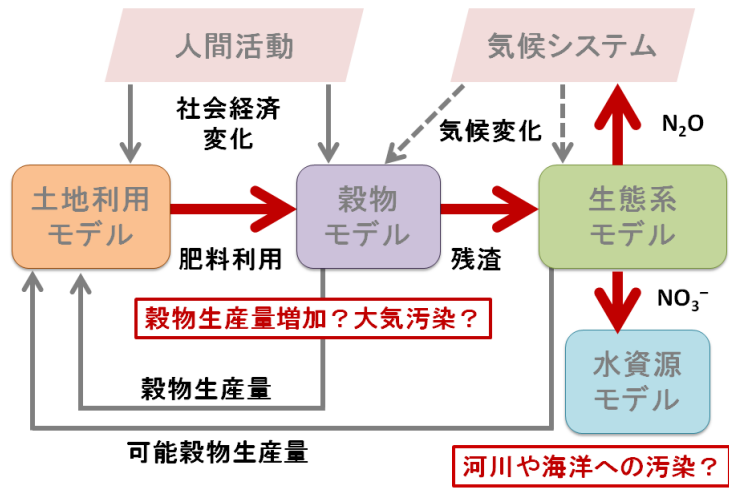 人間活動
気候システム
社会経済
変化
気候変化
N₂O
土地利用
モデル
穀物
モデル
生態系
モデル
肥料利用
残渣
NO₃⁻
穀物生産量増加？大気汚染？
水資源
モデル
穀物生産量
可能穀物生産量
河川や海洋への汚染？